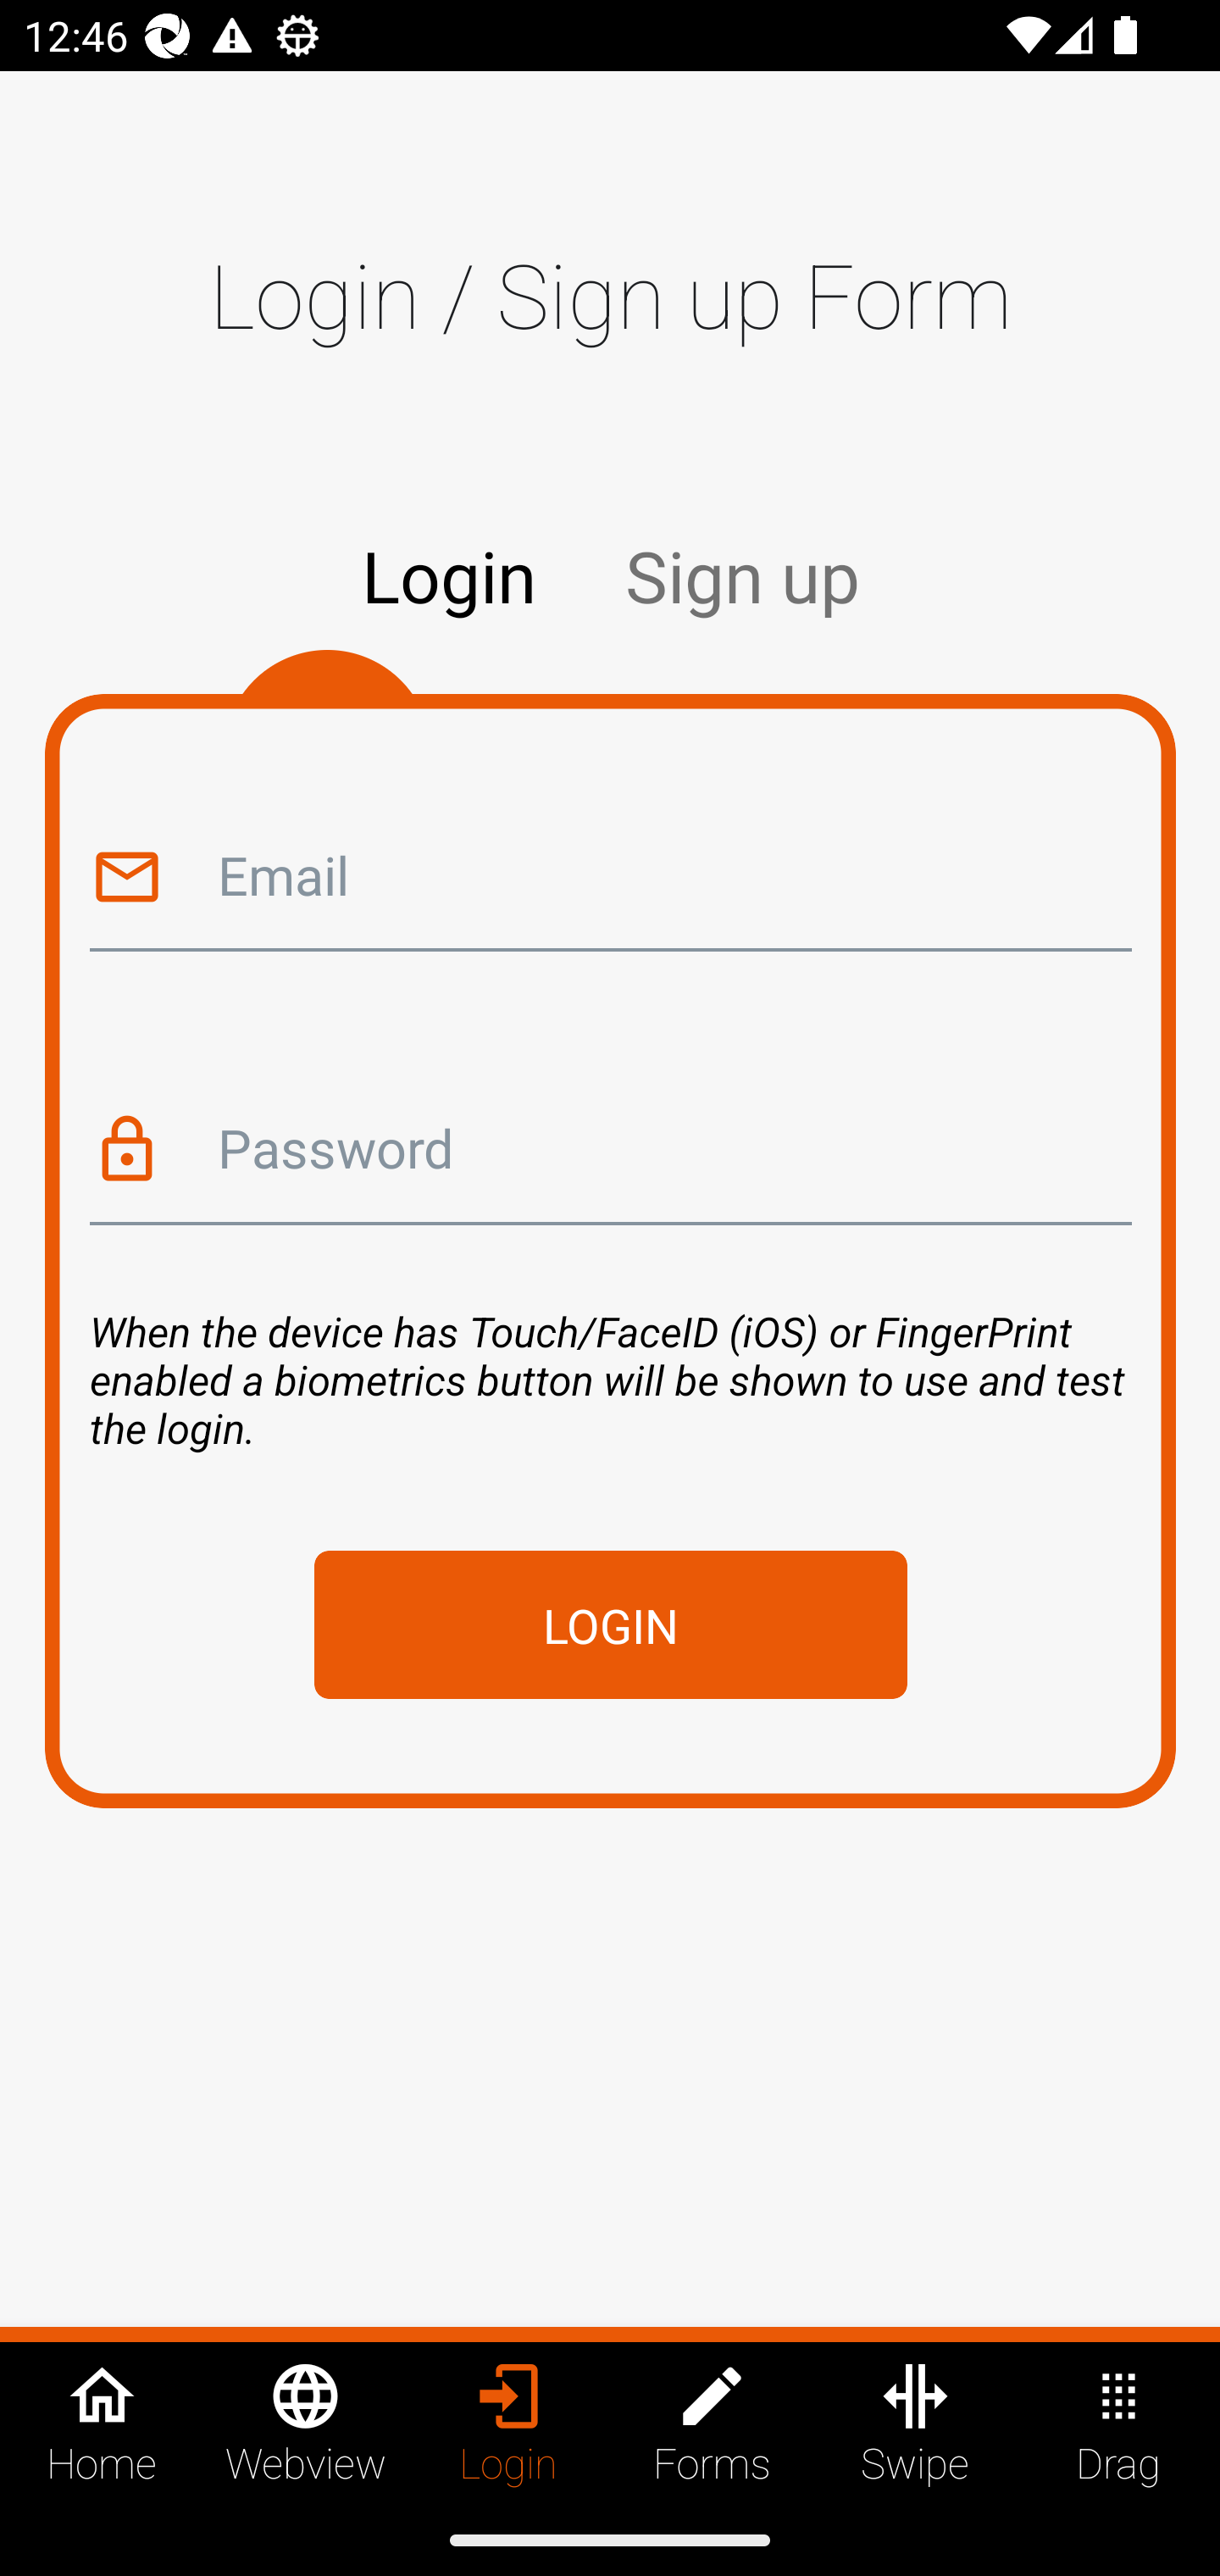 12:46
Login / Sign up Form
Login Sign up
Email
Password
When the device has Touch/FaceID (iOS) or FingerPrint
enabled a biometrics button will be shown to use and test
the login.
LOGIN
Home Webview Login Forms Swipe Drag